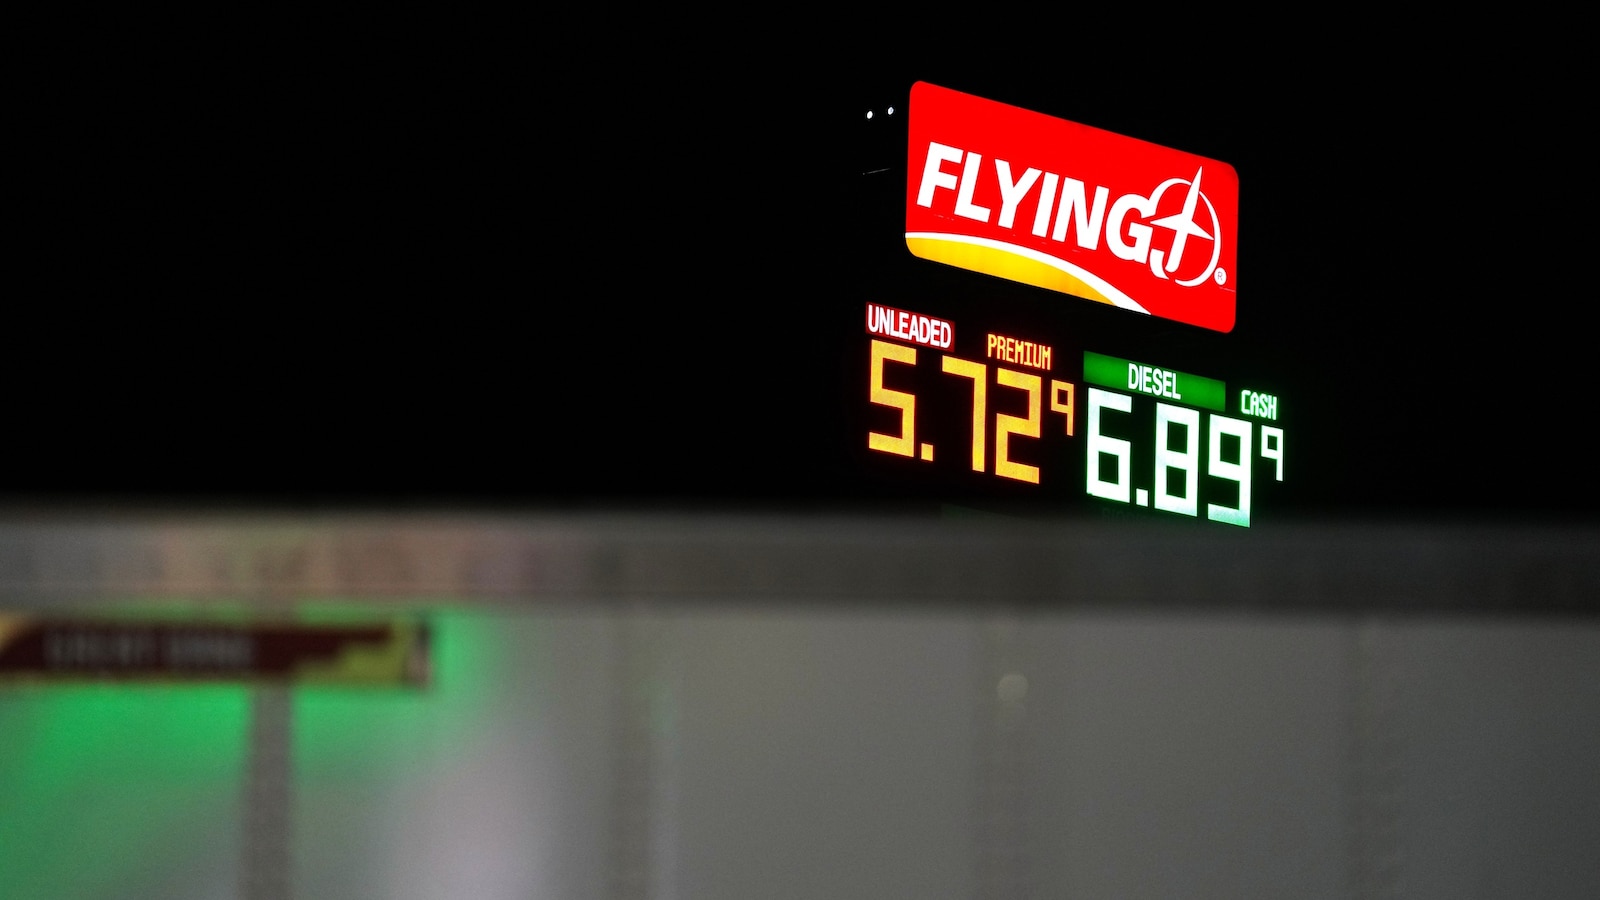 FLYING J ®
UNLEADED PREMIUM
5.72 9
DIESEL CASH
6.89 9